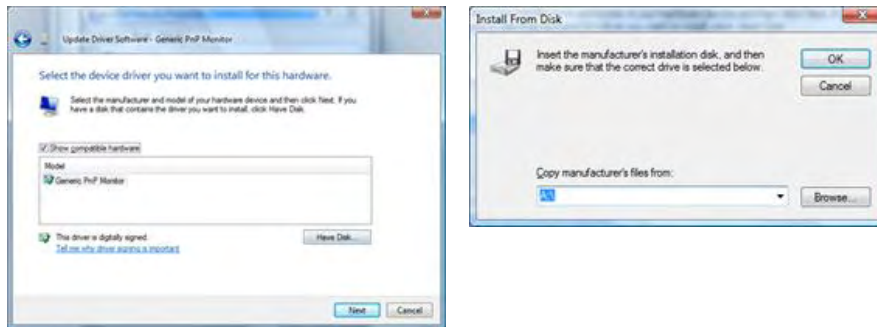 Update Driver Software - Generic PnP Monitor
Select the device driver you want to install for this hardware.
Select the manufacturer and model of your hardware device and then click Next. If you
have a disk that contains the driver you want to install, click Have Disk.
Show compatible hardware
Model
Generic PnP Monitor
This driver is digitally signed.
Tell me why driver signing is important
Have Disk...
Next
Cancel
Install From Disk
Insert the manufacturer's installation disk, and then
make sure that the correct drive is selected below.
OK
Cancel
Copy manufacturer's files from:
A:\
Browse...